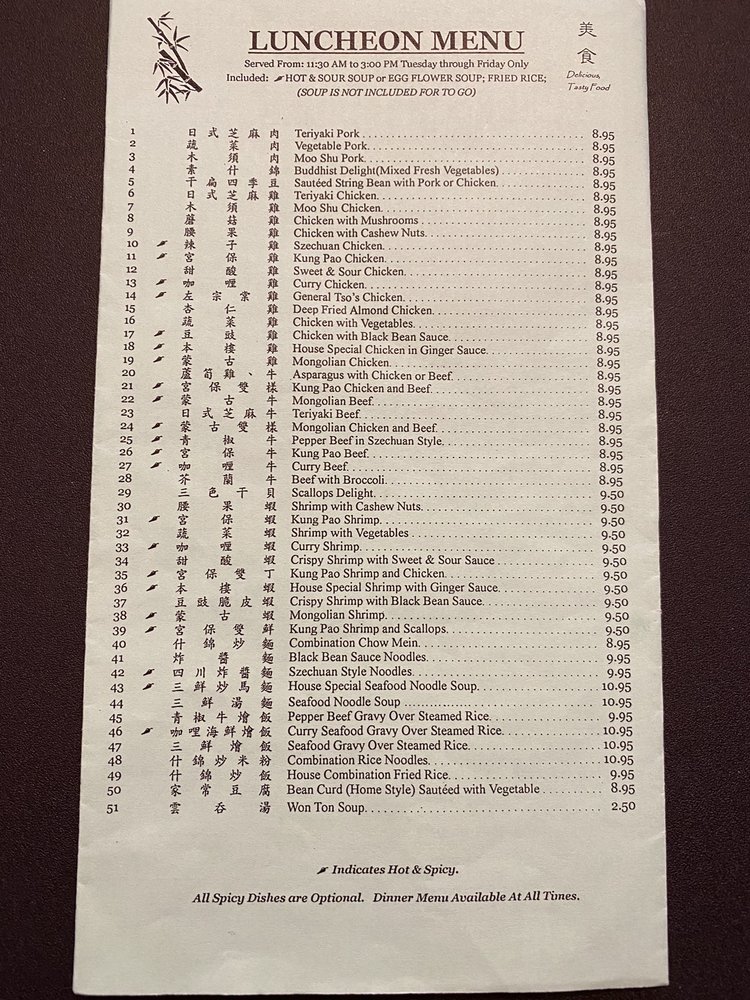 LUNCHEON MENU
美食
Delicious, Tasty Food
Served From: 11:30 AM to 3:00 PM Tuesday through Friday Only
Included: HOT & SOUR SOUP or EGG FLOWER SOUP; FRIED RICE;
(SOUP IS NOT INCLUDED FOR TO GO)
1 日式芝麻肉 Teriyaki Pork 8.95
2 蔬菜肉 Vegetable Pork 8.95
3 木須肉 Moo Shu Pork 8.95
4 素什錦 Buddhist Delight(Mixed Fresh Vegetables) 8.95
5 干扁四季豆 Sautéed String Bean with Pork or Chicken 8.95
6 日式芝麻雞 Teriyaki Chicken 8.95
7 木須雞 Moo Shu Chicken 8.95
8 蘑菇雞 Chicken with Mushrooms 8.95
9 腰果雞 Chicken with Cashew Nuts 8.95
10 辣子雞 Szechuan Chicken 8.95
11 宮保雞 Kung Pao Chicken 8.95
12 甜酸雞 Sweet & Sour Chicken 8.95
13 咖喱雞 Curry Chicken 8.95
14 左宗棠雞 General Tso's Chicken 8.95
15 杏仁雞 Deep Fried Almond Chicken 8.95
16 蔬菜雞 Chicken with Vegetables 8.95
17 豆豉雞 Chicken with Black Bean Sauce 8.95
18 本樓雞 House Special Chicken in Ginger Sauce 8.95
19 蒙古雞 Mongolian Chicken 8.95
20 蘆筍雞、牛 Asparagus with Chicken or Beef 8.95
21 宮保雙樣 Kung Pao Chicken and Beef 8.95
22 蒙古牛 Mongolian Beef 8.95
23 日式芝麻牛 Teriyaki Beef 8.95
24 蒙古雙樣 Mongolian Chicken and Beef 8.95
25 青椒牛 Pepper Beef in Szechuan Style 8.95
26 宮保牛 Kung Pao Beef 8.95
27 咖喱牛 Curry Beef 8.95
28 芥蘭牛 Beef with Broccoli 8.95
29 三色干貝 Scallops Delight 9.50
30 腰果蝦 Shrimp with Cashew Nuts 9.50
31 宮保蝦 Kung Pao Shrimp 9.50
32 蔬菜蝦 Shrimp with Vegetables 9.50
33 咖喱蝦 Curry Shrimp 9.50
34 甜酸蝦 Crispy Shrimp with Sweet & Sour Sauce 9.50
35 宮保雙丁 Kung Pao Shrimp and Chicken 9.50
36 本樓蝦 House Special Shrimp with Ginger Sauce 9.50
37 豆豉脆皮蝦 Crispy Shrimp with Black Bean Sauce 9.50
38 蒙古蝦 Mongolian Shrimp 9.50
39 宮保雙鮮 Kung Pao Shrimp and Scallops 9.50
40 什錦炒麵 Combination Chow Mein 8.95
41 炸醬麵 Black Bean Sauce Noodles 9.95
42 四川炸醬麵 Szechuan Style Noodles 9.95
43 三鮮炒馬麵 House Special Seafood Noodle Soup 10.95
44 三鮮湯麵 Seafood Noodle Soup 10.95
45 青椒牛燴飯 Pepper Beef Gravy Over Steamed Rice 9.95
46 咖哩海鮮燴飯 Curry Seafood Gravy Over Steamed Rice 10.95
47 三鮮燴飯 Seafood Gravy Over Steamed Rice 10.95
48 什錦炒米粉 Combination Rice Noodles 10.95
49 什錦炒飯 House Combination Fried Rice 9.95
50 家常豆腐 Bean Curd (Home Style) Sautéed with Vegetable 8.95
51 雲吞湯 Won Ton Soup 2.50
Indicates Hot & Spicy.
All Spicy Dishes are Optional. Dinner Menu Available At All Times.